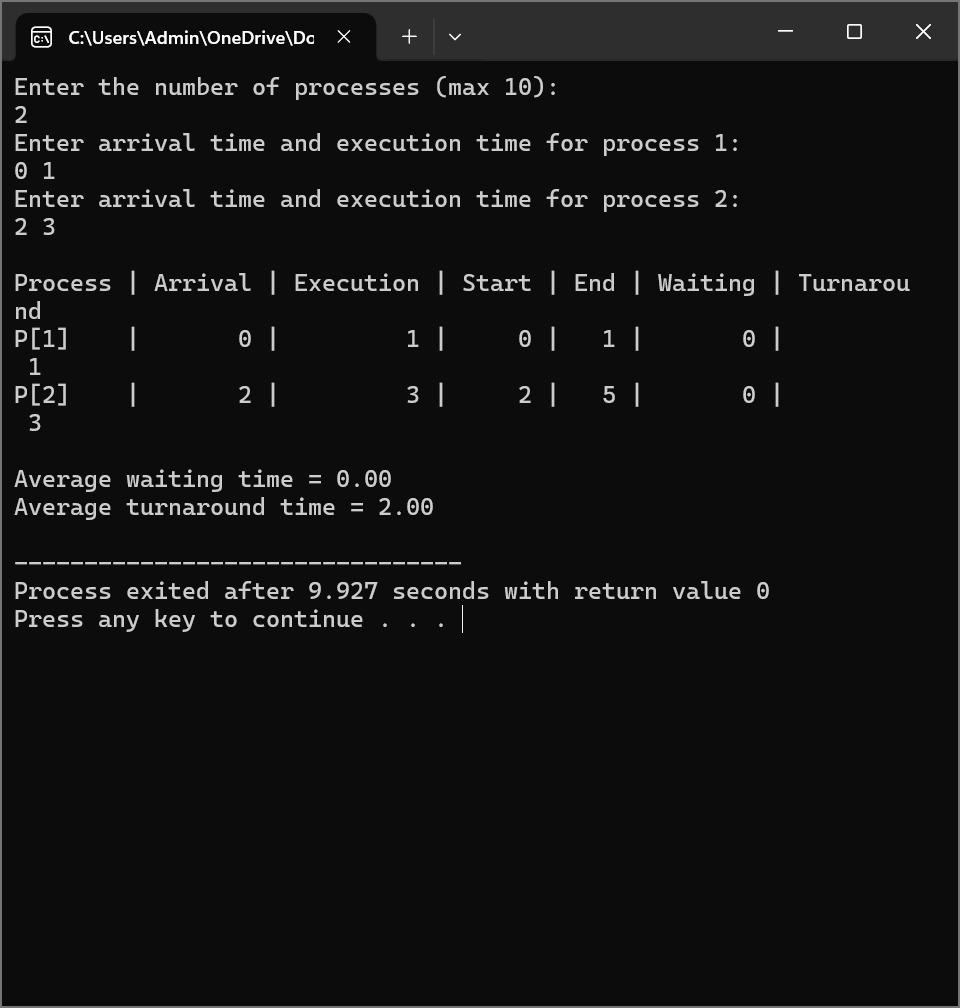 C:\Users\Admin\OneDrive\Do
Enter the number of processes (max 10):
2
Enter arrival time and execution time for process 1:
0 1
Enter arrival time and execution time for process 2:
2 3

Process | Arrival | Execution | Start | End | Waiting | Turnarou
nd
P[1]    |       0 |         1 |     0 |   1 |       0 |
 1
P[2]    |       2 |         3 |     2 |   5 |       0 |
 3

Average waiting time = 0.00
Average turnaround time = 2.00

--------------------------------
Process exited after 9.927 seconds with return value 0
Press any key to continue . . .